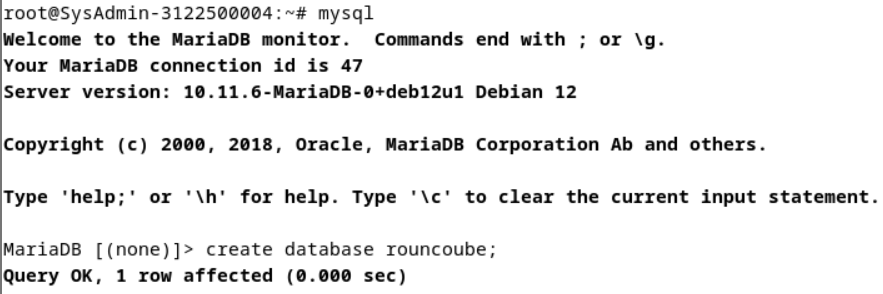 root@SysAdmin-3122500004:~# mysql
Welcome to the MariaDB monitor.  Commands end with ; or \g.
Your MariaDB connection id is 47
Server version: 10.11.6-MariaDB-0+deb12u1 Debian 12
Copyright (c) 2000, 2018, Oracle, MariaDB Corporation Ab and others.
Type 'help;' or '\h' for help. Type '\c' to clear the current input statement.
MariaDB [(none)]> create database rouncoube;
Query OK, 1 row affected (0.000 sec)